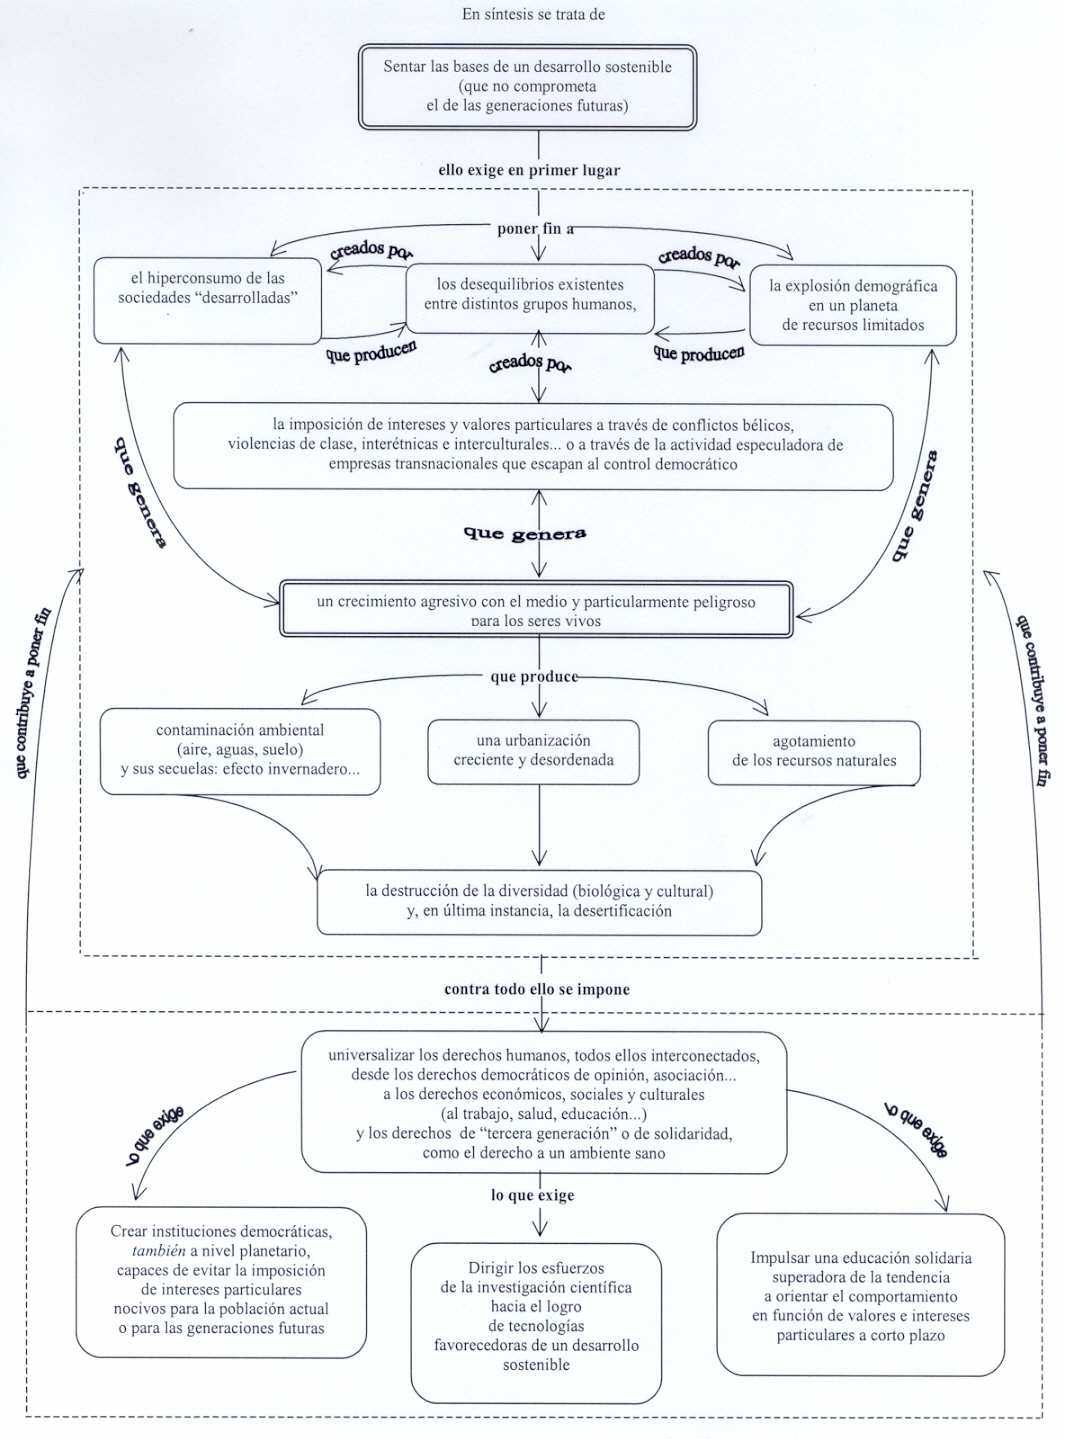 En síntesis se trata de
Sentar las bases de un desarrollo sostenible
(que no comprometa
el de las generaciones futuras)
ello exige en primer lugar
poner fin a
creados por
creados por
el hiperconsumo de las
sociedades “desarrolladas”
los desequilibrios existentes
entre distintos grupos humanos,
la explosión demográfica
en un planeta
de recursos limitados
que producen
creados por
que producen
la imposición de intereses y valores particulares a través de conflictos bélicos,
violencias de clase, interétnicas e interculturales... o a través de la actividad especuladora de
empresas transnacionales que escapan al control democrático
que genera
que genera
que genera
un crecimiento agresivo con el medio y particularmente peligroso
para los seres vivos
que contribuye a poner fin
que contribuye a poner fin
que produce
contaminación ambiental
(aire, aguas, suelo)
y sus secuelas: efecto invernadero...
una urbanización
creciente y desordenada
agotamiento
de los recursos naturales
la destrucción de la diversidad (biológica y cultural)
y, en última instancia, la desertificación
contra todo ello se impone
universalizar los derechos humanos, todos ellos interconectados,
desde los derechos democráticos de opinión, asociación...
a los derechos económicos, sociales y culturales
(al trabajo, salud, educación...)
y los derechos de “tercera generación” o de solidaridad,
como el derecho a un ambiente sano
lo que exige
lo que exige
lo que exige
Crear instituciones democráticas,
también a nivel planetario,
capaces de evitar la imposición
de intereses particulares
nocivos para la población actual
o para las generaciones futuras
Dirigir los esfuerzos
de la investigación científica
hacia el logro
de tecnologías
favorecedoras de un desarrollo
sostenible
Impulsar una educación solidaria
superadora de la tendencia
a orientar el comportamiento
en función de valores e intereses
particulares a corto plazo